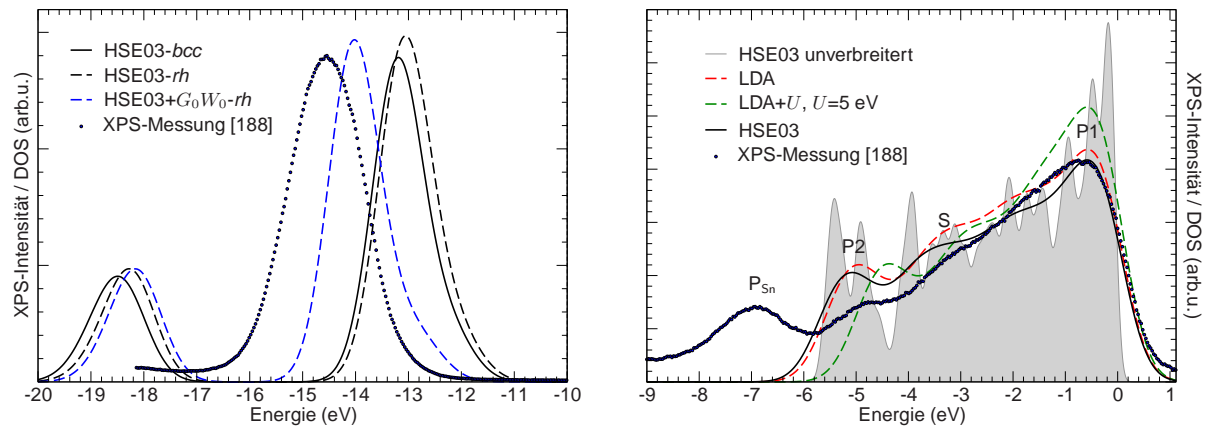 XPS-Intensität / DOS (arb.u.)
HSE03-bcc
HSE03-rh
HSE03+G₀W₀-rh
XPS-Messung [188]
-20 -19 -18 -17 -16 -15 -14 -13 -12 -11 -10
Energie (eV)
HSE03 unverbreitert
LDA
LDA+U, U=5 eV
HSE03
XPS-Messung [188]
P1
S
P2
P_Sn
-9 -8 -7 -6 -5 -4 -3 -2 -1 0 1
Energie (eV)
XPS-Intensität / DOS (arb.u.)